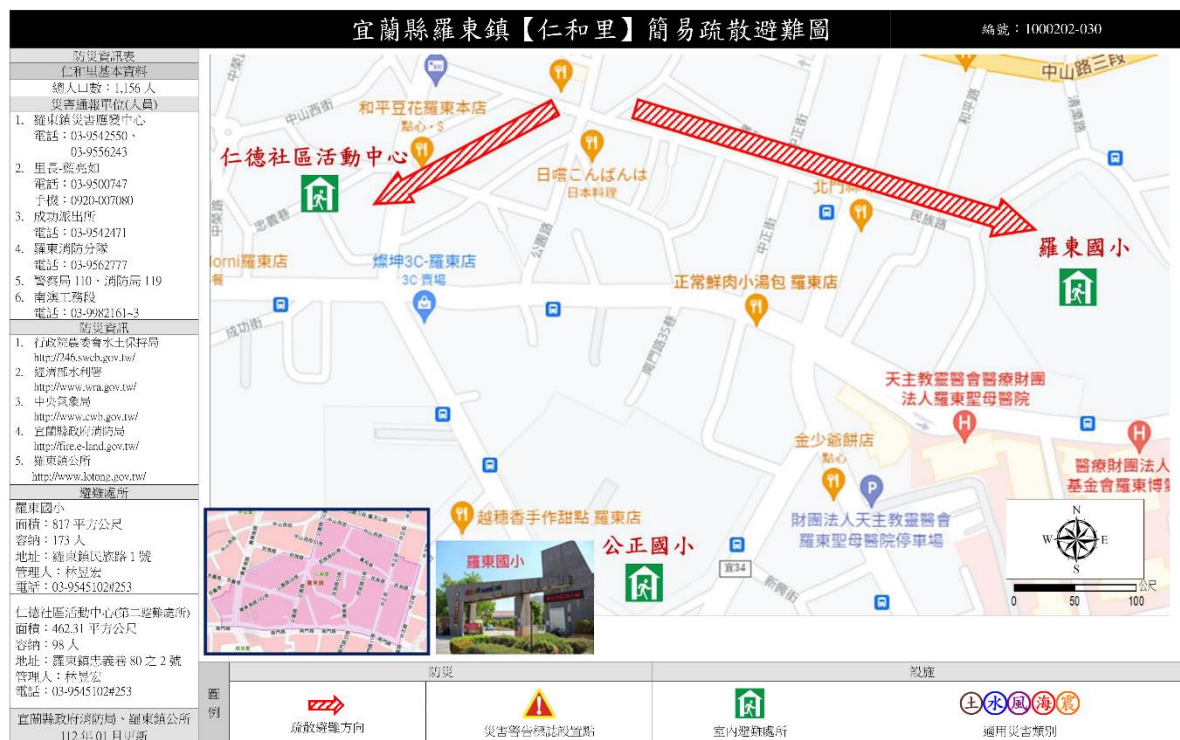 宜蘭縣羅東鎮【仁和里】簡易疏散避難圖
編號：1000202-030
防災資訊表
仁和里基本資料
總人口數：1,156 人
災害通報單位(人員)
1. 羅東鎮災害應變中心
電話：03-9542550、
03-9556243
2. 里長-藍亮如
電話：03-9500747
手機：0920-007080
3. 成功派出所
電話：03-9542471
4. 羅東消防分隊
電話：03-9562777
5. 警察局 110、消防局 119
6. 南澳工務段
電話：03-9982161~3
防災資訊
1. 行政院農委會水土保持局
http://246.swcb.gov.tw/
2. 經濟部水利署
http://www.wra.gov.tw/
3. 中央氣象局
http://www.cwb.gov.tw/
4. 宜蘭縣政府消防局
http://fire.e-land.gov.tw/
5. 羅東鎮公所
http://www.lotong.gov.tw/
避難處所
羅東國小
面積：817 平方公尺
容納：173 人
地址：羅東鎮民族路 1 號
管理人：林昱宏
電話：03-9545102#253
仁德社區活動中心(第二避難處所)
面積：462.31 平方公尺
容納：98 人
地址：羅東鎮忠義巷 80 之 2 號
管理人：林昱宏
電話：03-9545102#253
宜蘭縣政府消防局、羅東鎮公所
112 年 01 月更新
中山路三段
中山西街
和平路
清潭路
中正街
和平豆花羅東本店
點心・$
仁德社區活動中心
日嚐こんばんは
日本料理
民族路
羅東國小
忠義巷
中榮路
公園路
中正街
羅東店
燦坤3C-羅東店
3C 賣場
正常鮮肉小湯包 羅東店
成功街
南門路35巷
天主教靈醫會醫療財團
法人羅東聖母醫院
金少爺餅店
點心
醫療財團法人
基金會羅東博愛
越穗香手作甜點 羅東店
財團法人天主教靈醫會
羅東聖母醫院停車場
公正國小
宜34
新興街
羅東國小
N
W
E
S
公尺
0 50 100
圖例
防災
設施
疏散避難方向
災害警告標誌設置點
室內避難處所
土水風海震
適用災害類別